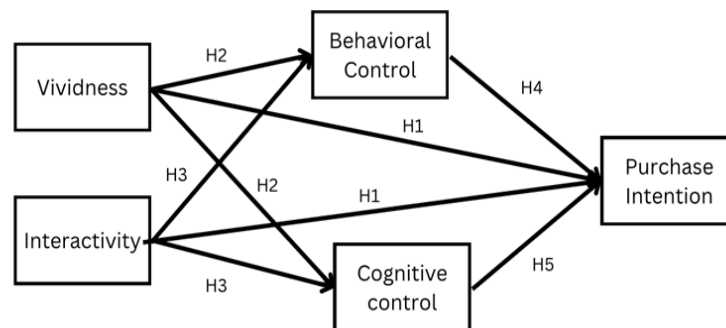 Behavioral
Control
H2
Vividness
H4
H1
Purchase
Intention
H3
H2
H1
Interactivity
H3
Cognitive
control
H5